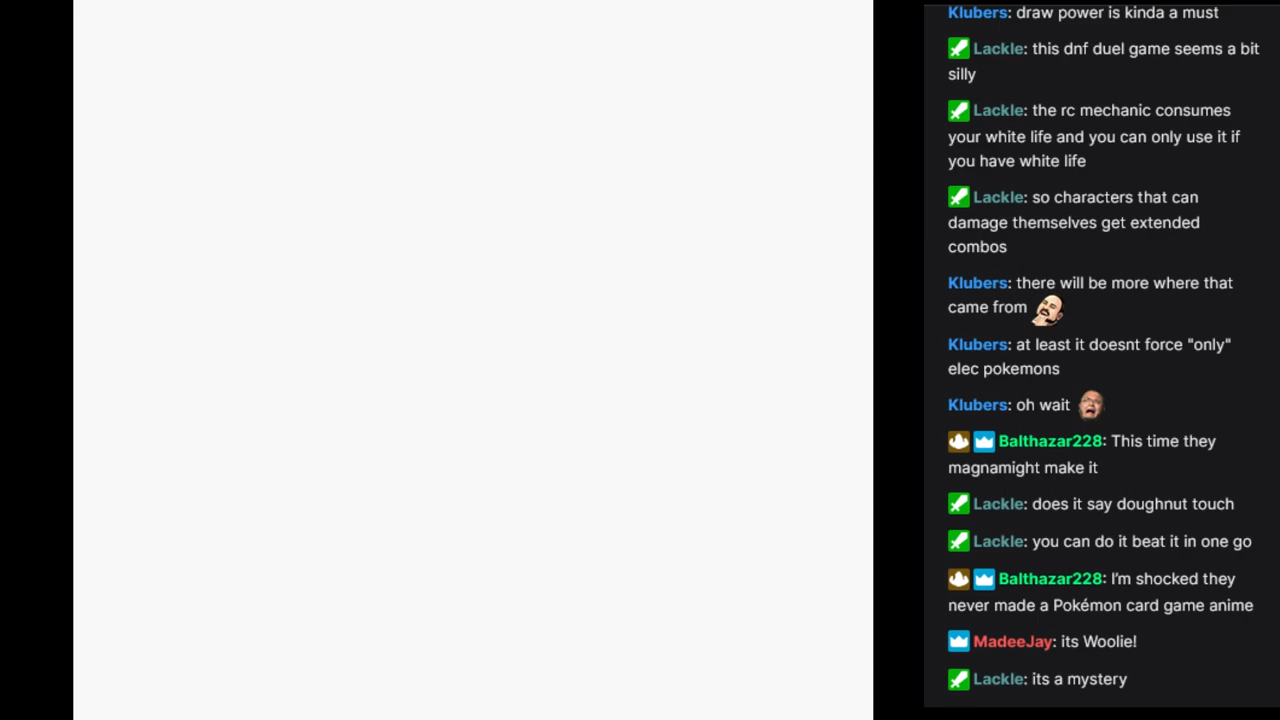 Klubers: draw power is kinda a must
Lackle: this dnf duel game seems a bit
silly
Lackle: the rc mechanic consumes
your white life and you can only use it if
you have white life
Lackle: so characters that can
damage themselves get extended
combos
Klubers: there will be more where that
came from
Klubers: at least it doesnt force "only"
elec pokemons
Klubers: oh wait
Balthazar228: This time they
magnamight make it
Lackle: does it say doughnut touch
Lackle: you can do it beat it in one go
Balthazar228: I'm shocked they
never made a Pokémon card game anime
MadeeJay: its Woolie!
Lackle: its a mystery